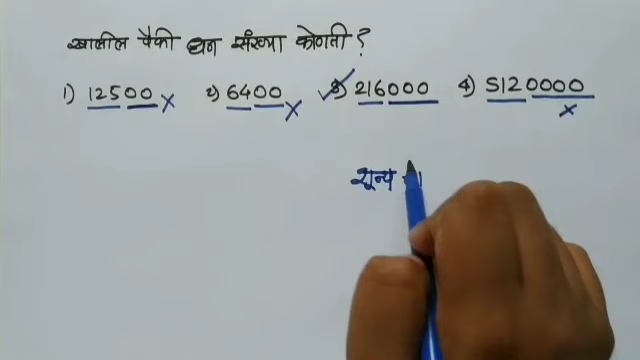 खालील पैकी घन संख्या कोणती ?
1) 12500 x 2) 6400 x ✓3) 216000 4) 5120000 x
शून्य